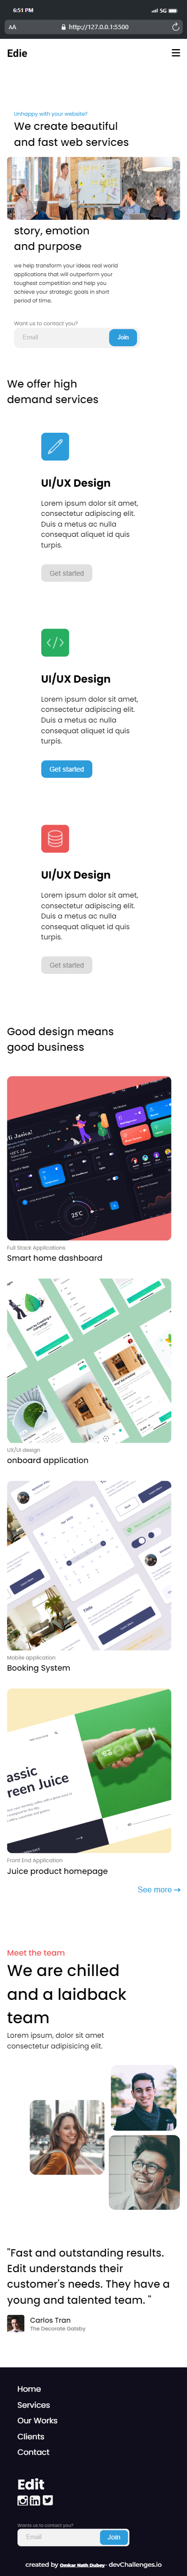 6:51 PM
5G
AA
http://127.0.0.1:5500
Edie
Unhappy with your website?
We create beautiful
and fast web services
story, emotion
and purpose
we help transform your ideas real world
applications that will outperform your
toughest competition and help you
achieve your strategic goals in short
period of time.
Want us to contact you?
Email
Join
We offer high
demand services
UI/UX Design
Lorem ipsum dolor sit amet,
consectetur adipiscing elit.
Duis a metus ac nulla
consequat aliquet id quis
turpis.
Get started
UI/UX Design
Lorem ipsum dolor sit amet,
consectetur adipiscing elit.
Duis a metus ac nulla
consequat aliquet id quis
turpis.
Get started
UI/UX Design
Lorem ipsum dolor sit amet,
consectetur adipiscing elit.
Duis a metus ac nulla
consequat aliquet id quis
turpis.
Get started
Good design means
good business
25°C
Full Stack Applications
Smart home dashboard
UX/UI design
onboard application
Mobile application
Booking System
assic
reen Juice
Front End Application
Juice product homepage
See more →
Meet the team
We are chilled
and a laidback
team
Lorem ipsum, dolor sit amet
consectetur adipisicing elit.
"Fast and outstanding results.
Edit understands their
customer's needs. They have a
young and talented team. "
Carlos Tran
The Decorate Gatsby
Home
Services
Our Works
Clients
Contact
Edit
Wants us to contact you?
Email
Join
created by Omkar Nath Dubey - devChallenges.io